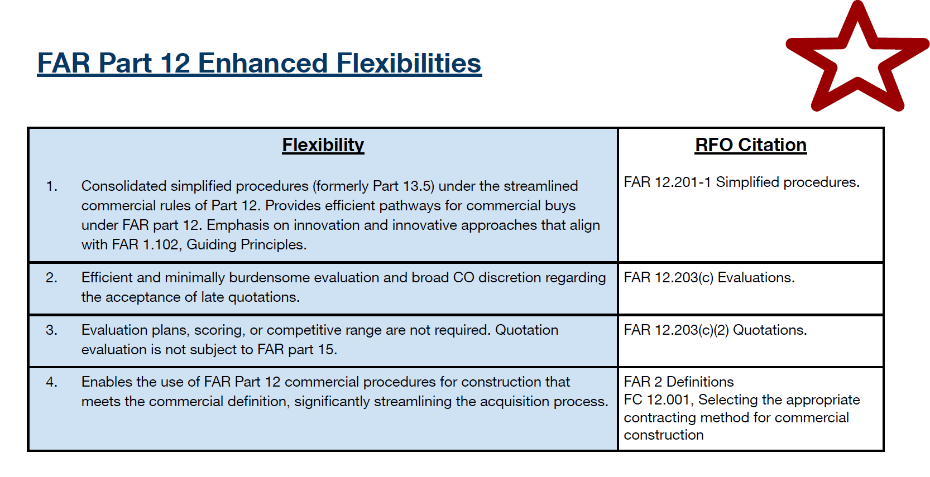 FAR Part 12 Enhanced Flexibilities
Flexibility
RFO Citation
1. Consolidated simplified procedures (formerly Part 13.5) under the streamlined
commercial rules of Part 12. Provides efficient pathways for commercial buys
under FAR part 12. Emphasis on innovation and innovative approaches that align
with FAR 1.102, Guiding Principles.
FAR 12.201-1 Simplified procedures.
2. Efficient and minimally burdensome evaluation and broad CO discretion regarding
the acceptance of late quotations.
FAR 12.203(c) Evaluations.
3. Evaluation plans, scoring, or competitive range are not required. Quotation
evaluation is not subject to FAR part 15.
FAR 12.203(c)(2) Quotations.
4. Enables the use of FAR Part 12 commercial procedures for construction that
meets the commercial definition, significantly streamlining the acquisition process.
FAR 2 Definitions
FC 12.001, Selecting the appropriate
contracting method for commercial
construction